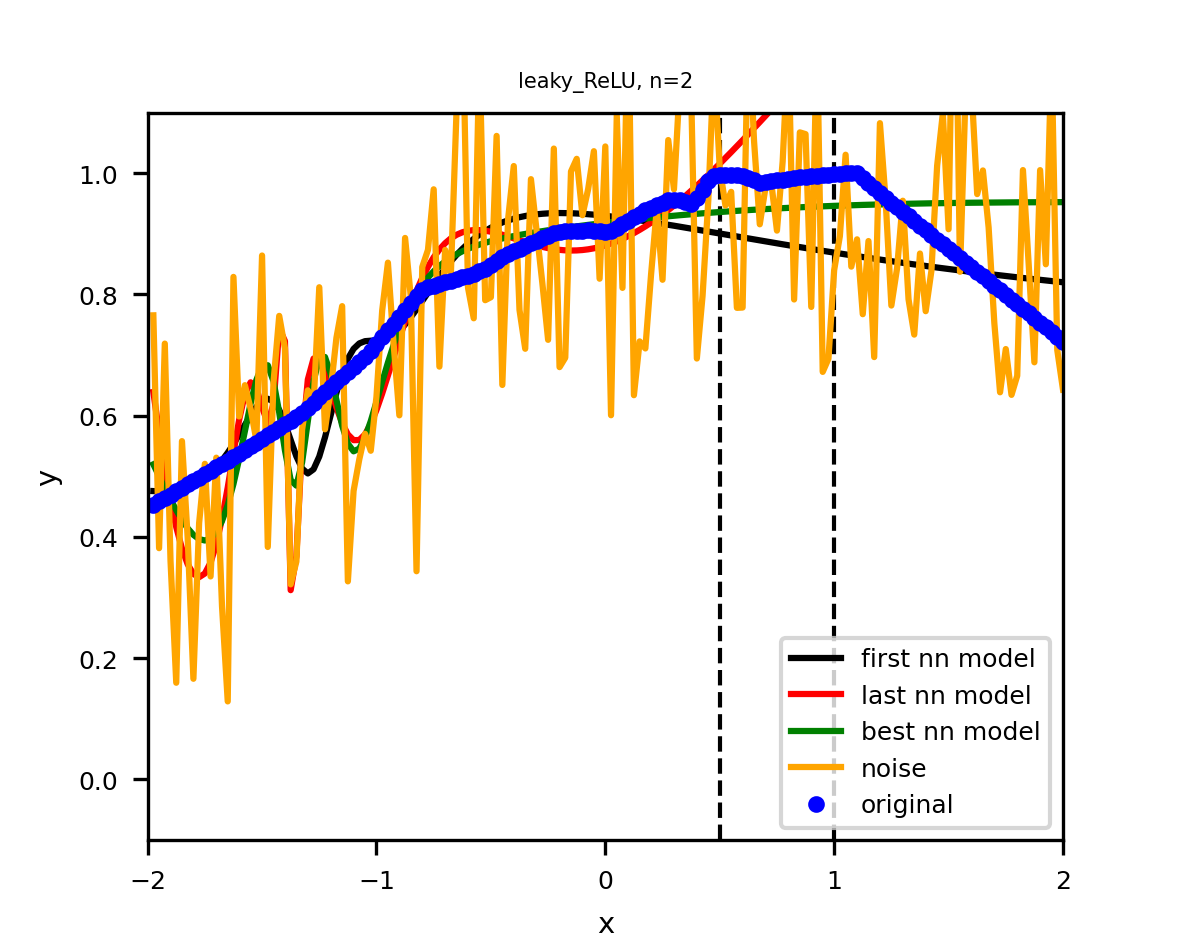 leaky_ReLU, n=2
y
1.0
0.8
0.6
0.4
0.2
0.0
first nn model
last nn model
best nn model
noise
original
−2 −1 0 1 2
x